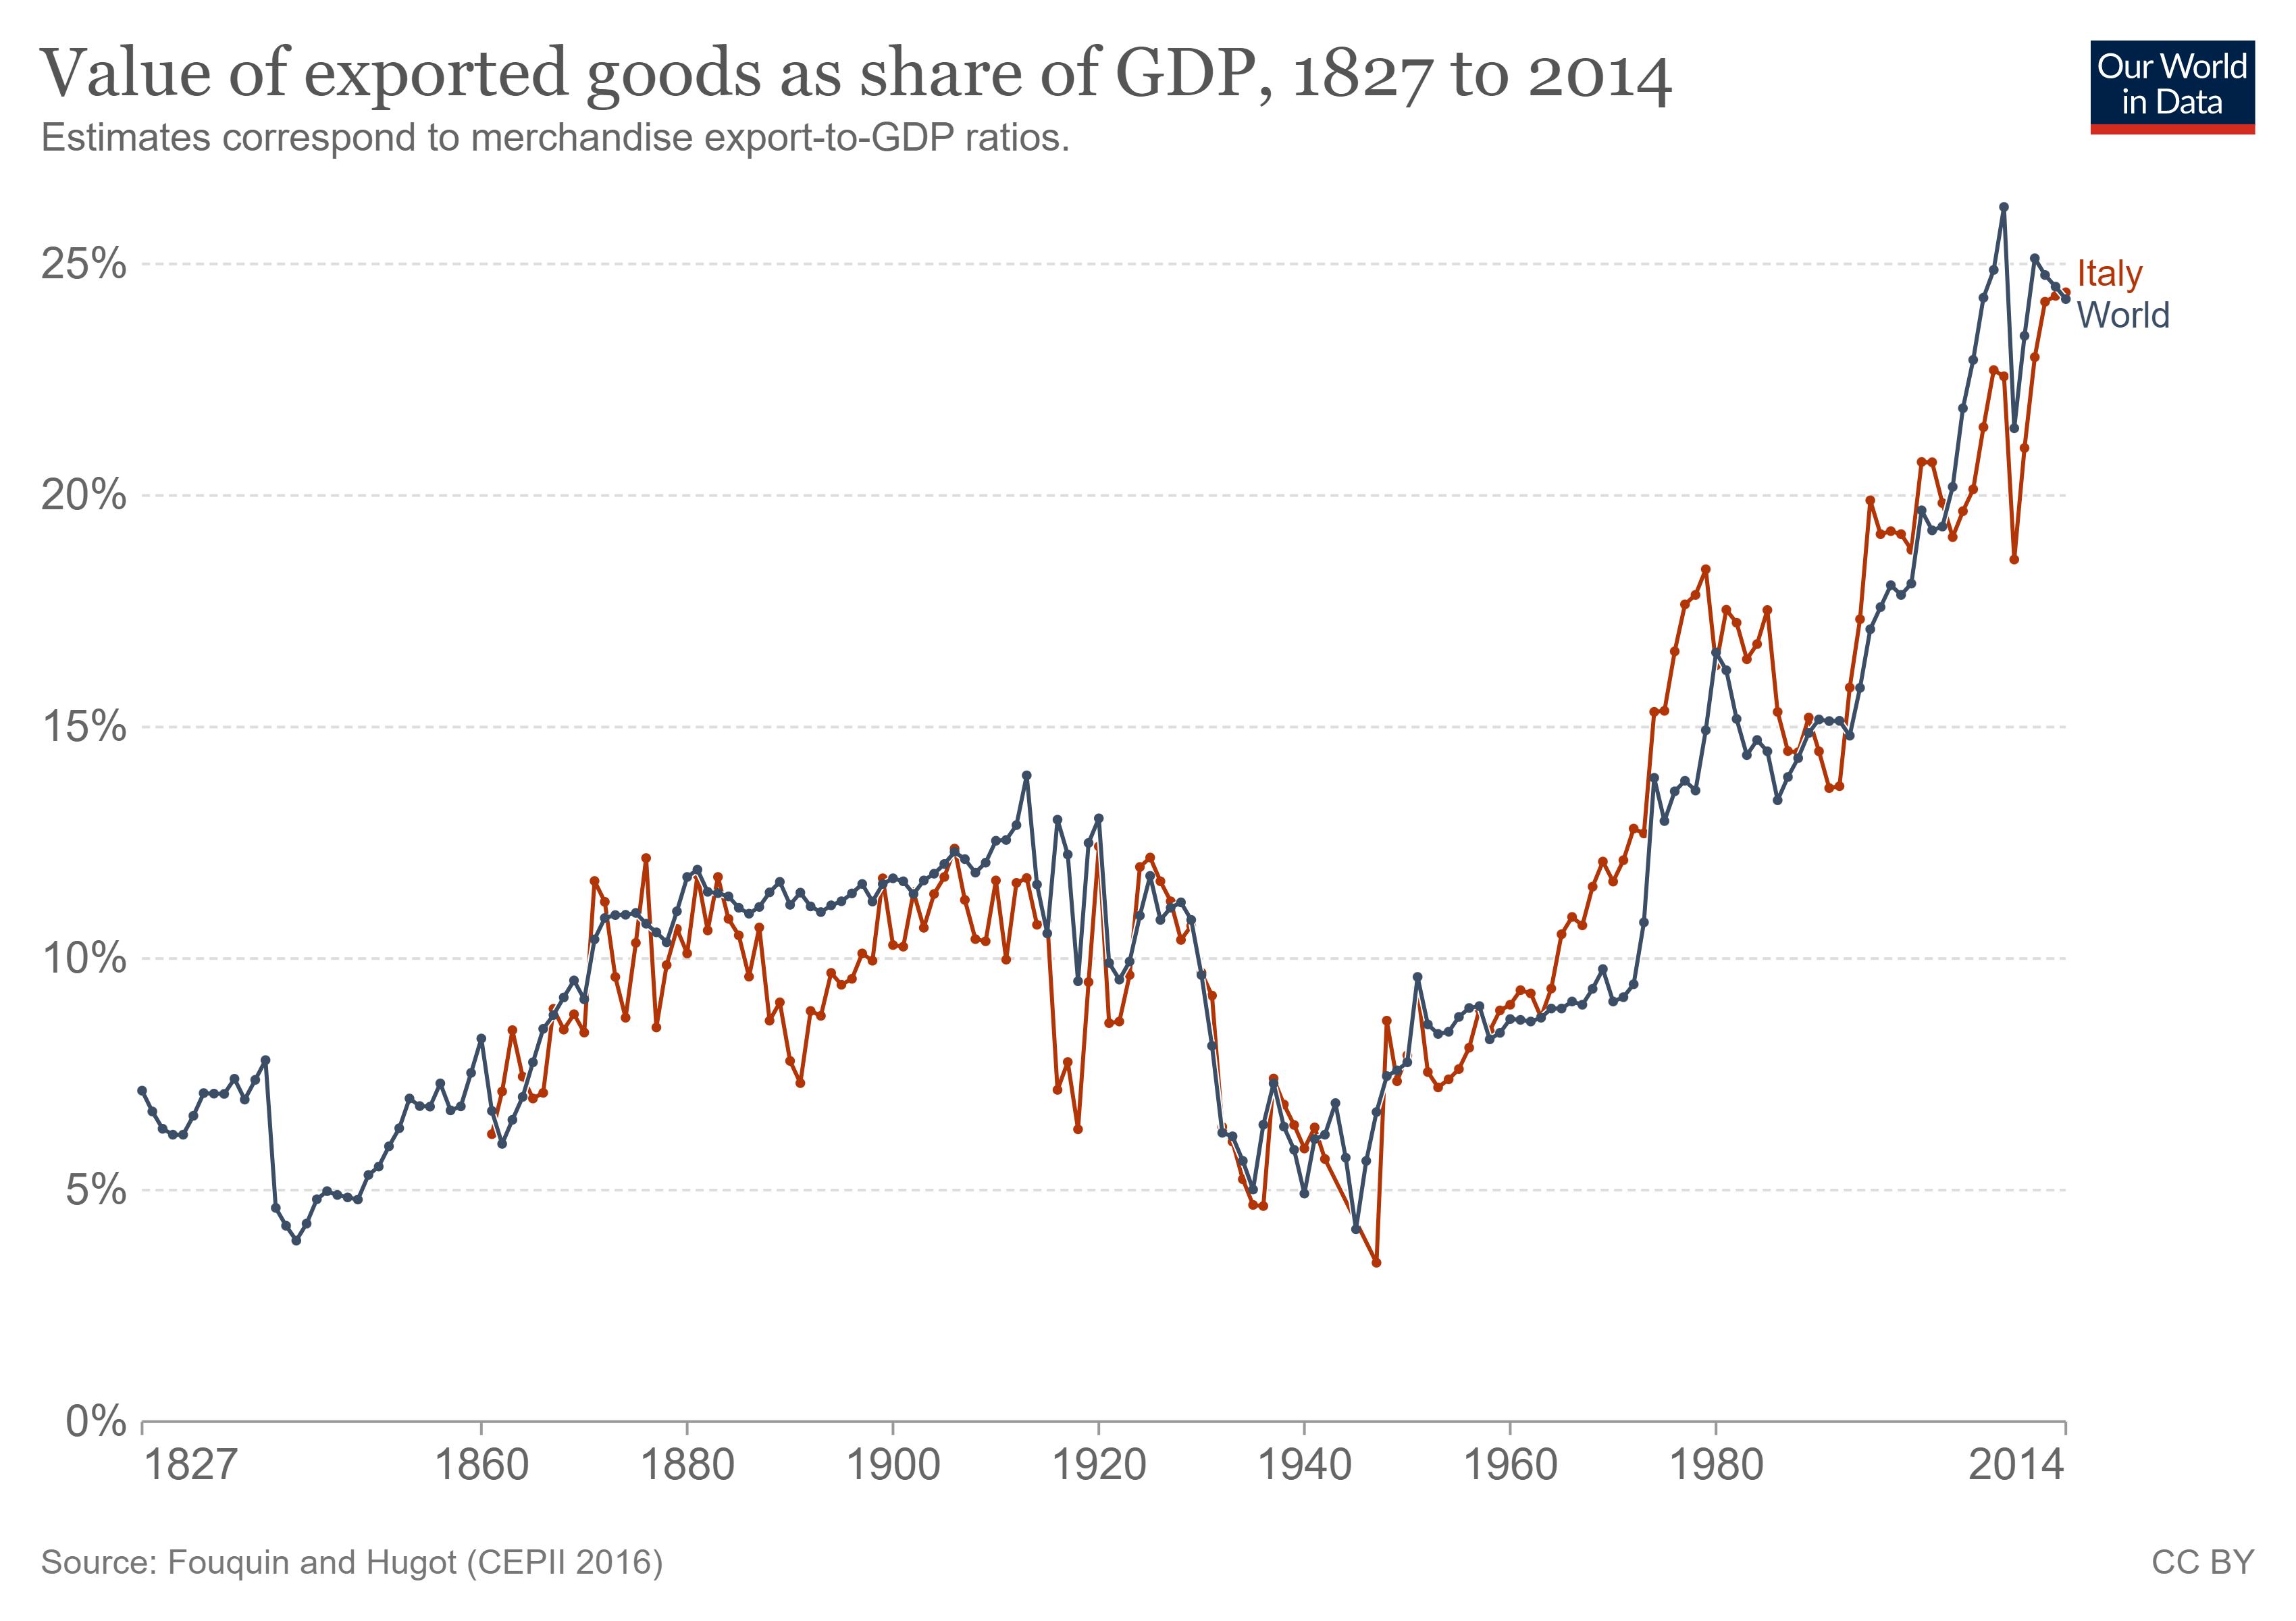 Value of exported goods as share of GDP, 1827 to 2014
Our World
in Data
Estimates correspond to merchandise export-to-GDP ratios.
25%
Italy
World
20%
15%
10%
5%
0%
1827 1860 1880 1900 1920 1940 1960 1980 2014
Source: Fouquin and Hugot (CEPII 2016)
CC BY